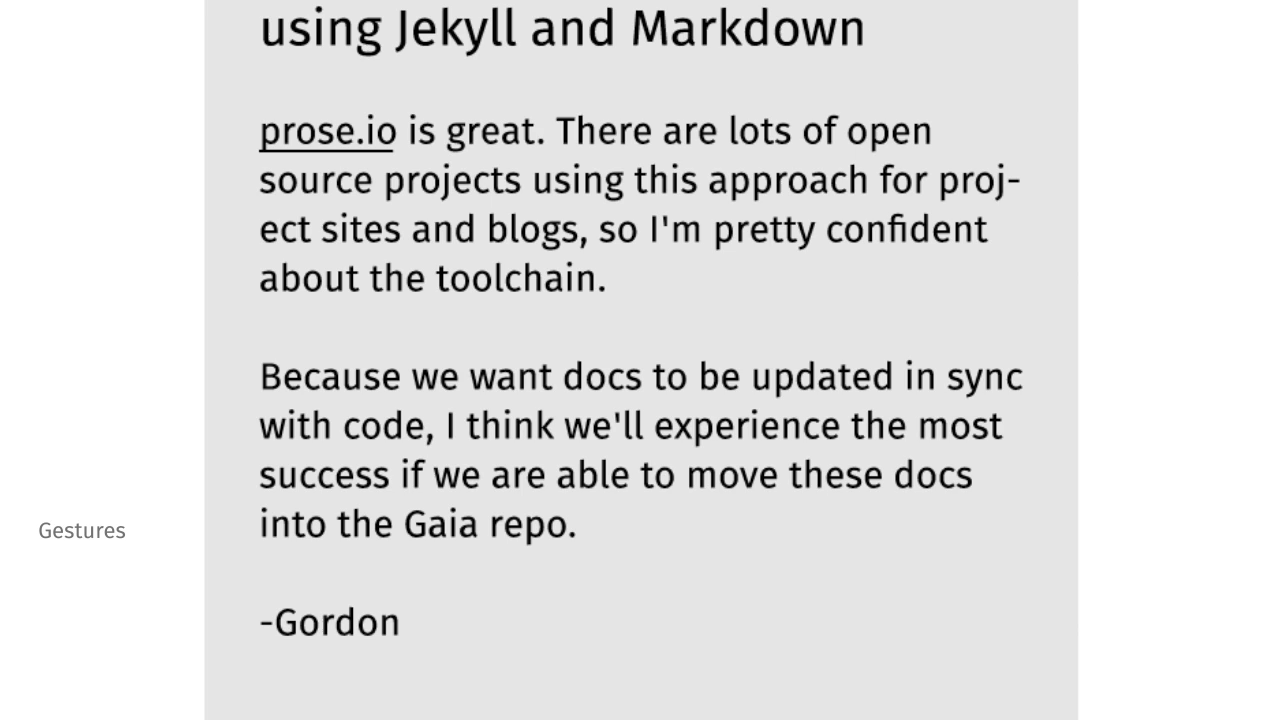 using Jekyll and Markdown
prose.io is great. There are lots of open
source projects using this approach for proj-
ect sites and blogs, so I'm pretty confident
about the toolchain.
Because we want docs to be updated in sync
with code, I think we'll experience the most
success if we are able to move these docs
into the Gaia repo.
Gestures
-Gordon